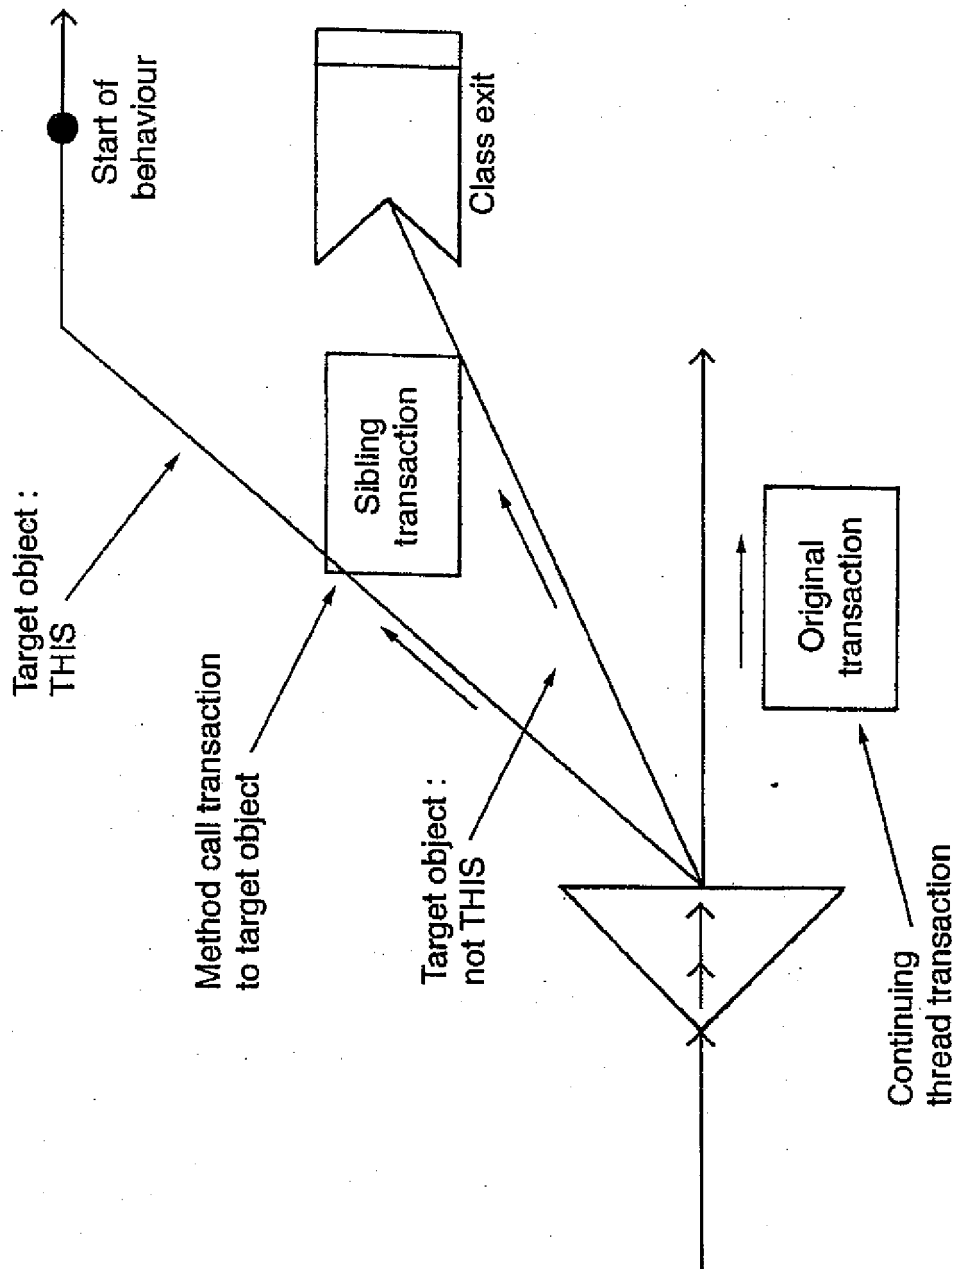 Start of
behaviour
Class exit
Target object :
THIS
Sibling
transaction
Method call transaction
to target object
Target object :
not THIS
Original
transaction
Continuing
thread transaction